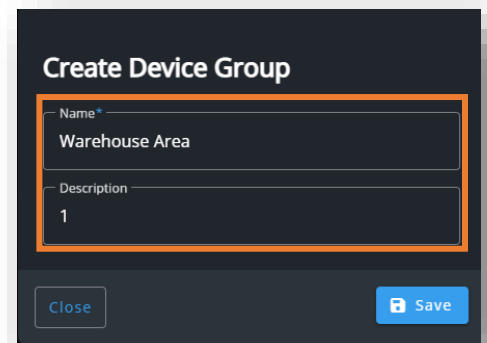 Create Device Group
Name*
Warehouse Area
Description
1
Close
Save